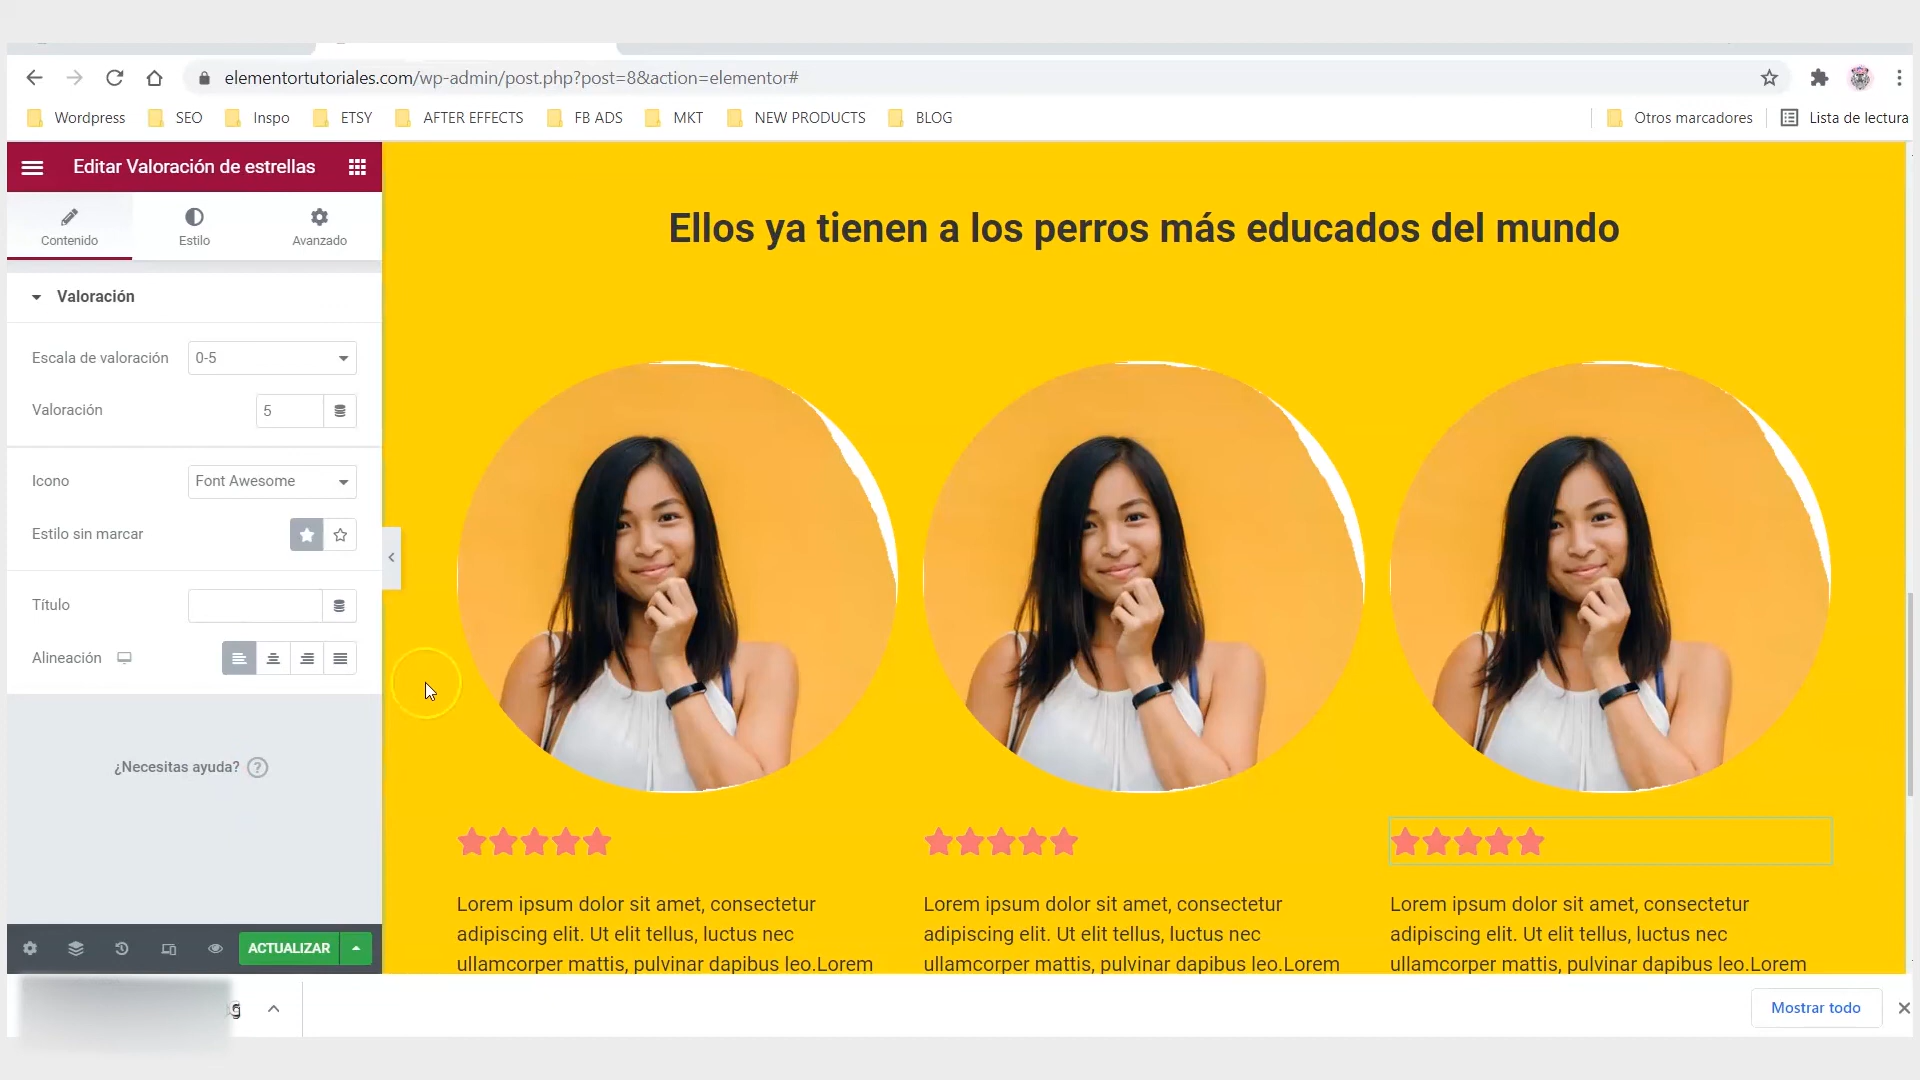 elementortutoriales.com/wp-admin/post.php?post=8&action=elementor#
Wordpress SEO Inspo ETSY AFTER EFFECTS FB ADS MKT NEW PRODUCTS BLOG Otros marcadores Lista de lectura
Editar Valoración de estrellas
Contenido Estilo Avanzado
Valoración
Escala de valoración 0-5
Valoración 5
Icono Font Awesome
Estilo sin marcar
Título
Alineación
¿Necesitas ayuda? ?
ACTUALIZAR
Ellos ya tienen a los perros más educados del mundo
Lorem ipsum dolor sit amet, consectetur
adipiscing elit. Ut elit tellus, luctus nec
ullamcorper mattis, pulvinar dapibus leo.Lorem
Lorem ipsum dolor sit amet, consectetur
adipiscing elit. Ut elit tellus, luctus nec
ullamcorper mattis, pulvinar dapibus leo.Lorem
Lorem ipsum dolor sit amet, consectetur
adipiscing elit. Ut elit tellus, luctus nec
ullamcorper mattis, pulvinar dapibus leo.Lorem
Mostrar todo